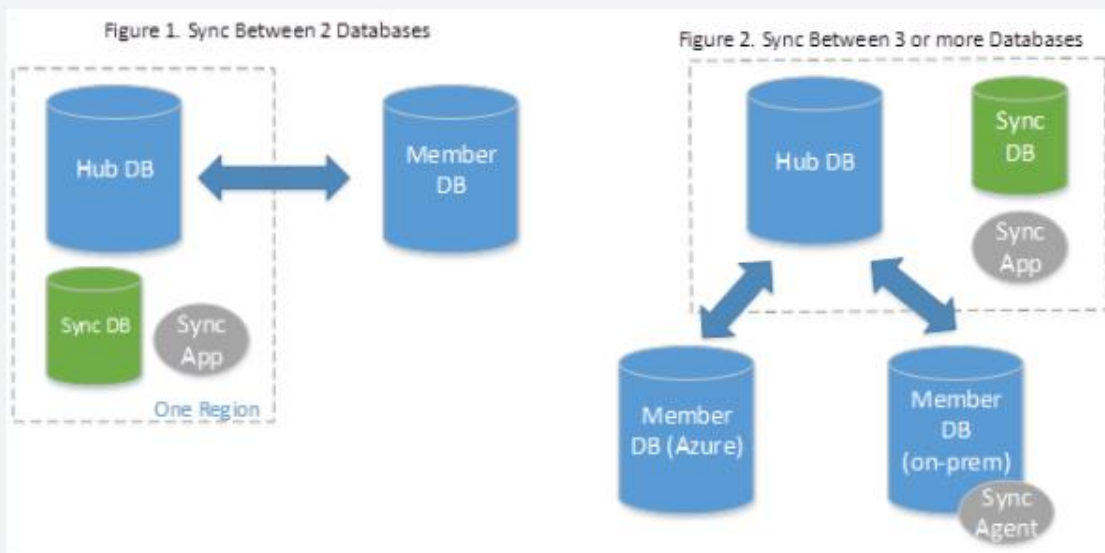 Figure 1. Sync Between 2 Databases
Hub DB
Member
DB
Sync DB
Sync
App
One Region
Figure 2. Sync Between 3 or more Databases
Hub DB
Sync
DB
Sync
App
Member
DB (Azure)
Member
DB
(on-prem)
Sync
Agent